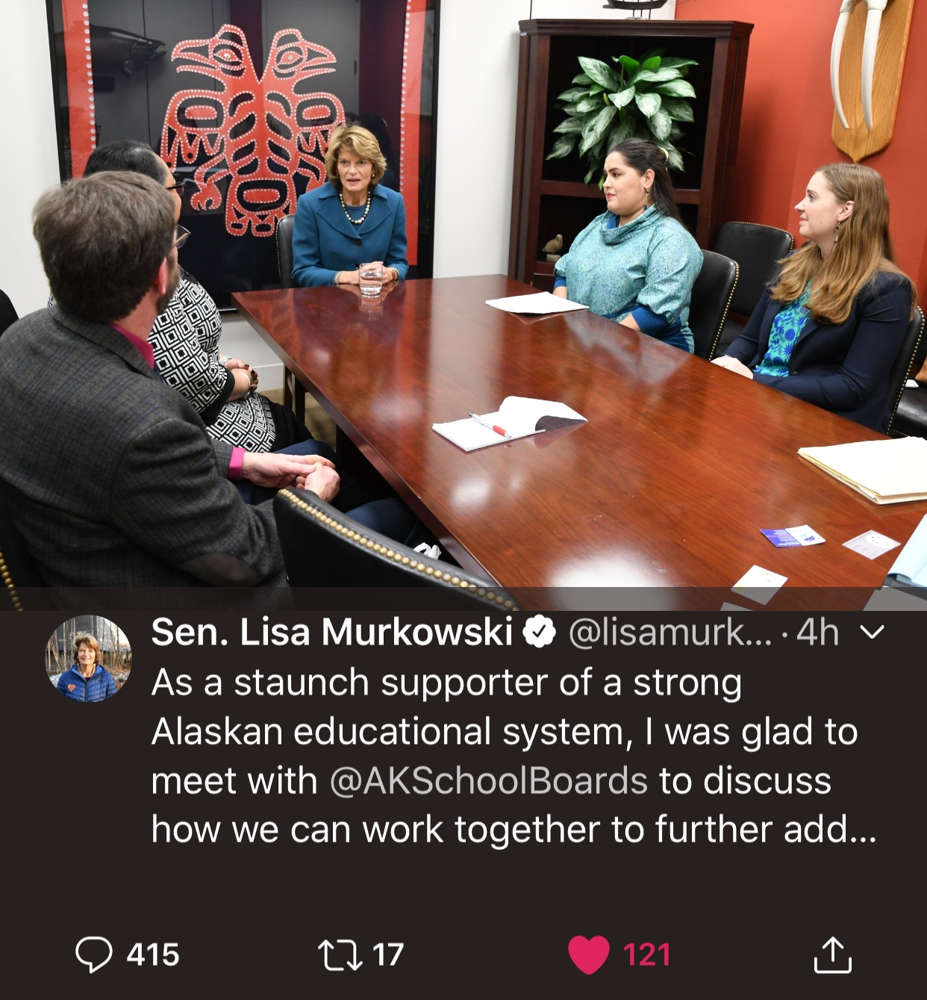 Sen. Lisa Murkowski @lisamurk... · 4h
As a staunch supporter of a strong
Alaskan educational system, I was glad to
meet with @AKSchoolBoards to discuss
how we can work together to further add...
415 17 121